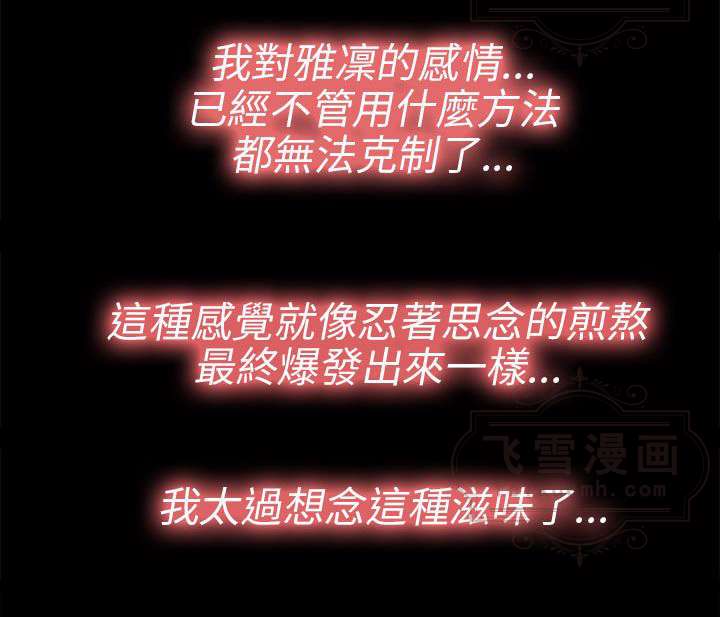 我對雅凜的感情...
已經不管用什麼方法
都無法克制了...
這種感覺就像忍著思念的煎熬
最終爆發出來一樣...
飞雪漫画
我太過想念這種滋味了...